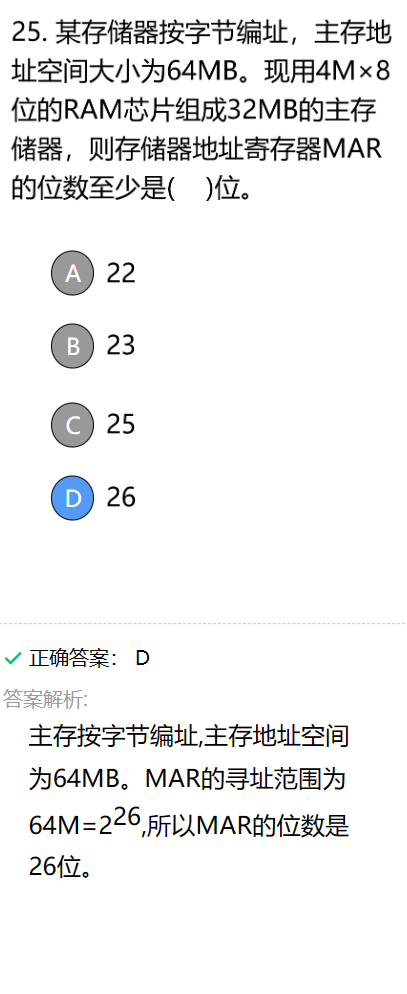 25. 某存储器按字节编址，主存地
址空间大小为64MB。现用4M×8
位的RAM芯片组成32MB的主存
储器，则存储器地址寄存器MAR
的位数至少是( )位。
A 22
B 23
C 25
D 26
正确答案： D
答案解析:
主存按字节编址,主存地址空间
为64MB。MAR的寻址范围为
64M=2^26,所以MAR的位数是
26位。